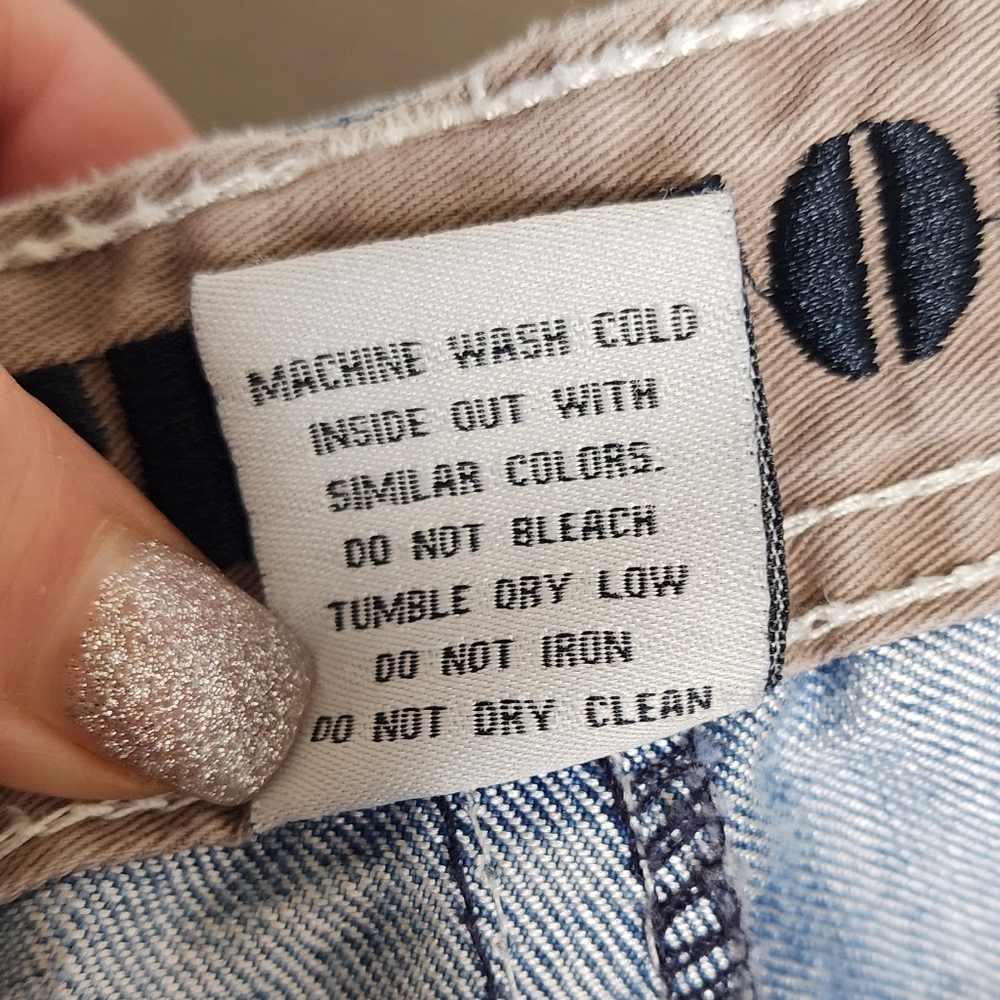 MACHINE WASH COLD
INSIDE OUT WITH
SIMILAR COLORS.
DO NOT BLEACH
TUMBLE DRY LOW
DO NOT IRON
DO NOT DRY CLEAN